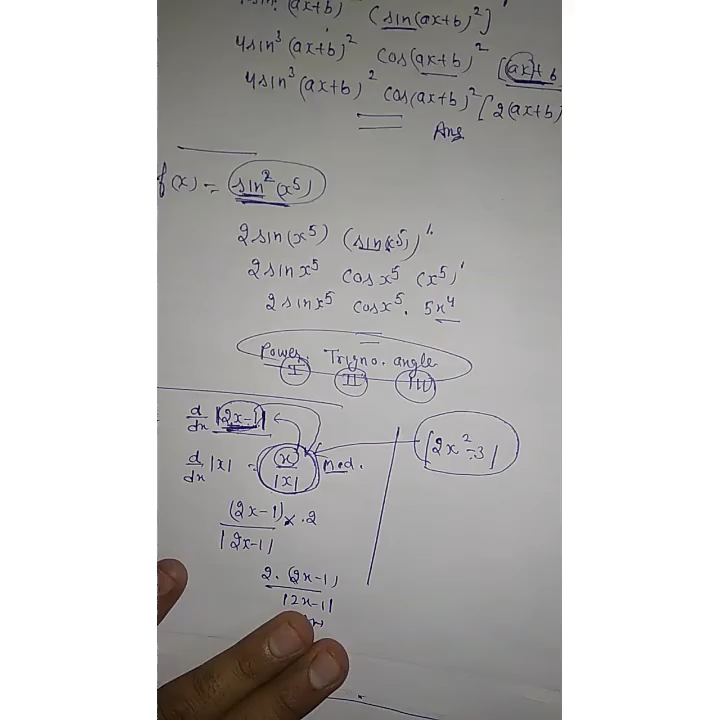 (ax+b) (sin(ax+b)²]'
4sin³(ax+b)² cos(ax+b)² [(ax)+b
4sin³(ax+b)² cos(ax+b)² [2(ax+b)
Ans
f(x) = sin²(x⁵)
2sin(x⁵) (sin(x⁵))'
2sinx⁵ cosx⁵ (x⁵)'
2sinx⁵ cosx⁵. 5x⁴
Power. Trigno. angle
I II III
d/dx |2x-1|
d/dx |x| = x/|x| Mod. |2x²-3|
(2x-1)/|2x-1| × .2
2.(2x-1)/|2x-1|